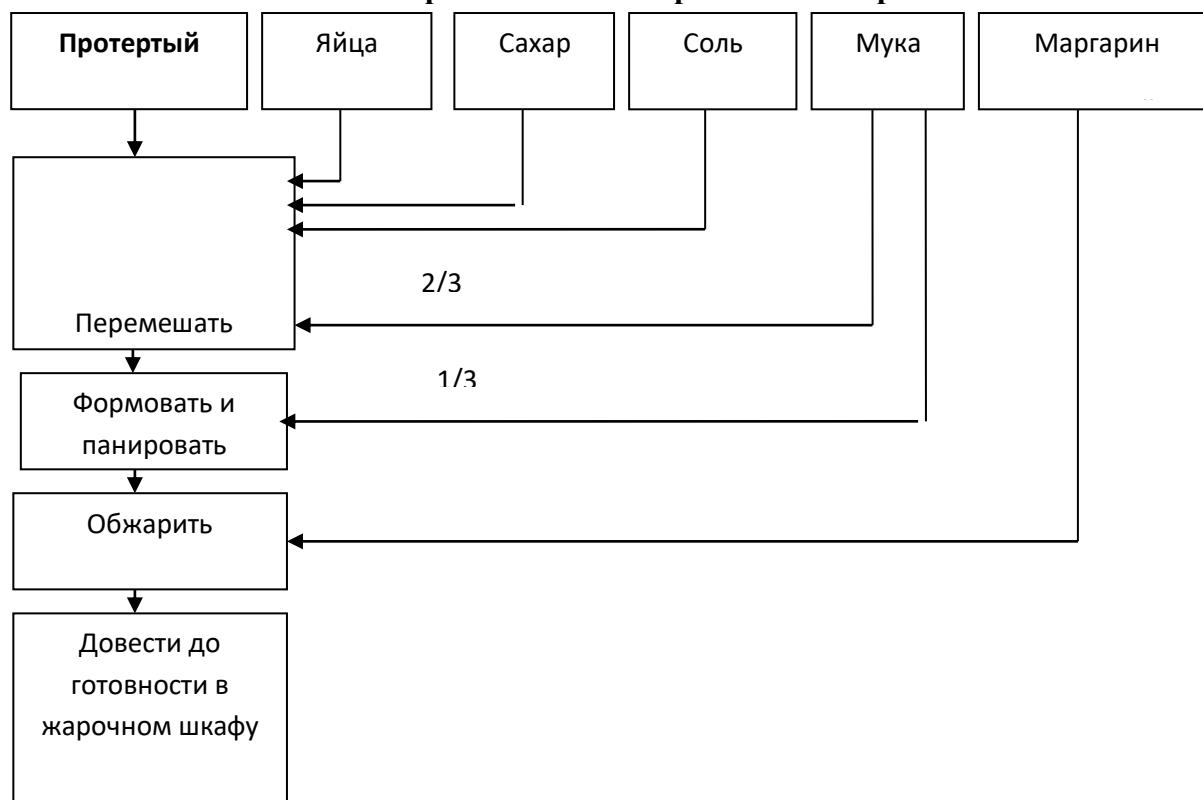 Протертый
Яйца
Сахар
Соль
Мука
Маргарин
2/3
Перемешать
1/3
Формовать и
панировать
Обжарить
Довести до
готовности в
жарочном шкафу